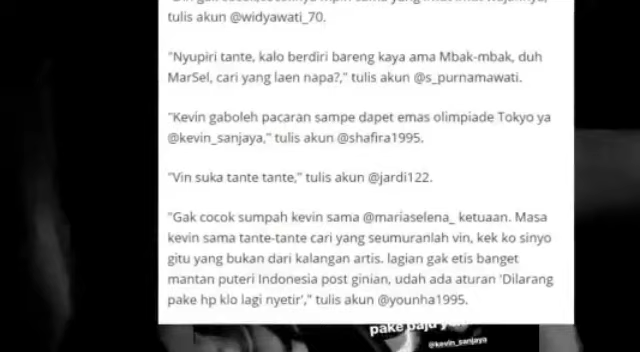 tulis akun @widyawati_70.
"Nyupiri tante, kalo berdiri bareng kaya ama Mbak-mbak, duh
MarSel, cari yang laen napa?," tulis akun @s_purnamawati.
"Kevin gaboleh pacaran sampe dapet emas olimpiade Tokyo ya
@kevin_sanjaya," tulis akun @shafira1995.
"Vin suka tante tante," tulis akun @jardi122.
"Gak cocok sumpah kevin sama @mariaselena_ ketuaan. Masa
kevin sama tante-tante cari yang seumuranlah vin, kek ko sinyo
gitu yang bukan dari kalangan artis. lagian gak etis banget
mantan puteri Indonesia post ginian, udah ada aturan 'Dilarang
pake hp klo lagi nyetir'," tulis akun @younha1995.
pake
@kevin_sanjaya